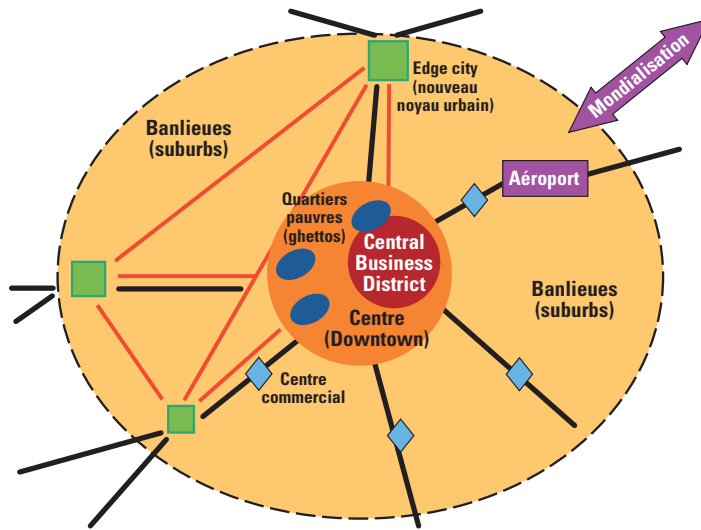 Edge city
(nouveau
noyau urbain)
Mondialisation
Banlieues
(suburbs)
Aéroport
Quartiers
pauvres
(ghettos)
Central
Business
District
Banlieues
(suburbs)
Centre
(Downtown)
Centre
commercial